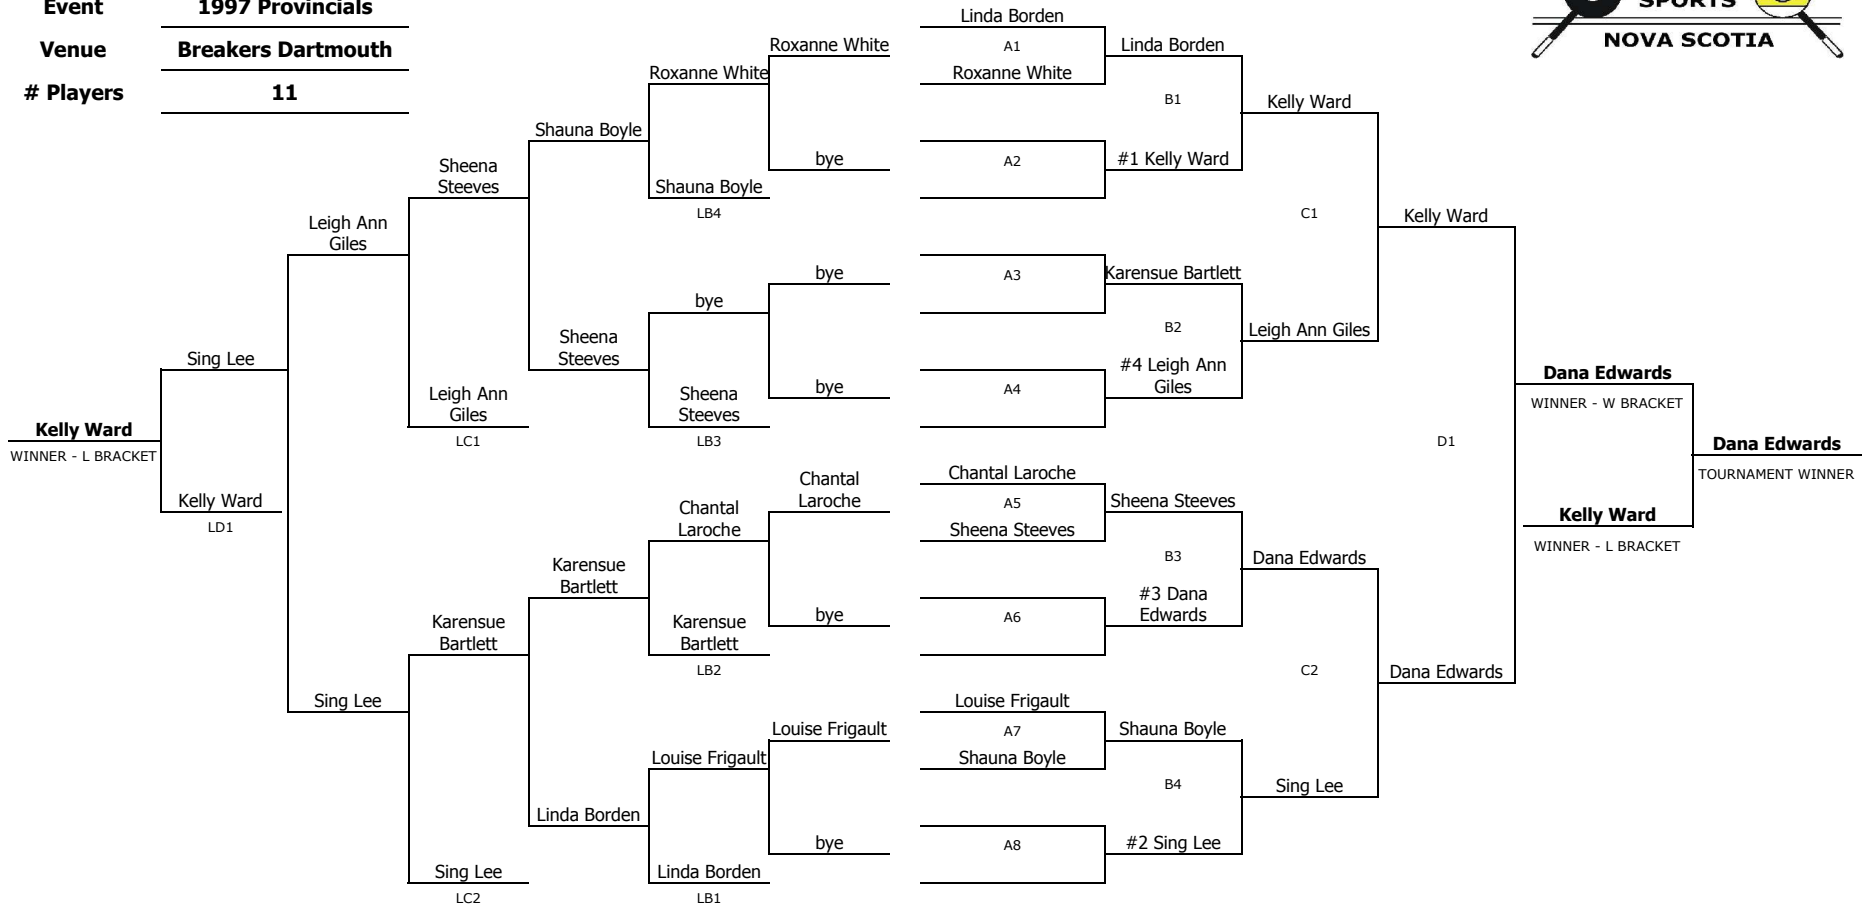 Event 1997 Provincials
Venue Breakers Dartmouth
# Players 11
SPORTS
NOVA SCOTIA
Linda Borden
A1
Roxanne White
Linda Borden
B1
Kelly Ward
A2
#1 Kelly Ward
C1
Kelly Ward
A3
Karensue Bartlett
B2
Leigh Ann Giles
A4
#4 Leigh Ann
Giles
D1
Dana Edwards
WINNER - W BRACKET
Dana Edwards
TOURNAMENT WINNER
Kelly Ward
WINNER - L BRACKET
Chantal Laroche
A5
Sheena Steeves
Sheena Steeves
B3
Dana Edwards
A6
#3 Dana
Edwards
C2
Dana Edwards
Louise Frigault
A7
Shauna Boyle
Shauna Boyle
B4
Sing Lee
A8
#2 Sing Lee
Roxanne White
bye
Roxanne White
Shauna Boyle
LB4
Shauna Boyle
bye
bye
bye
Sheena
Steeves
LB3
Sheena
Steeves
Sheena
Steeves
Leigh Ann
Giles
LC1
Leigh Ann
Giles
Chantal
Laroche
bye
Chantal
Laroche
Karensue
Bartlett
LB2
Karensue
Bartlett
Louise Frigault
bye
Louise Frigault
Linda Borden
LB1
Linda Borden
Karensue
Bartlett
Sing Lee
LC2
Sing Lee
Sing Lee
Kelly Ward
LD1
Kelly Ward
WINNER - L BRACKET